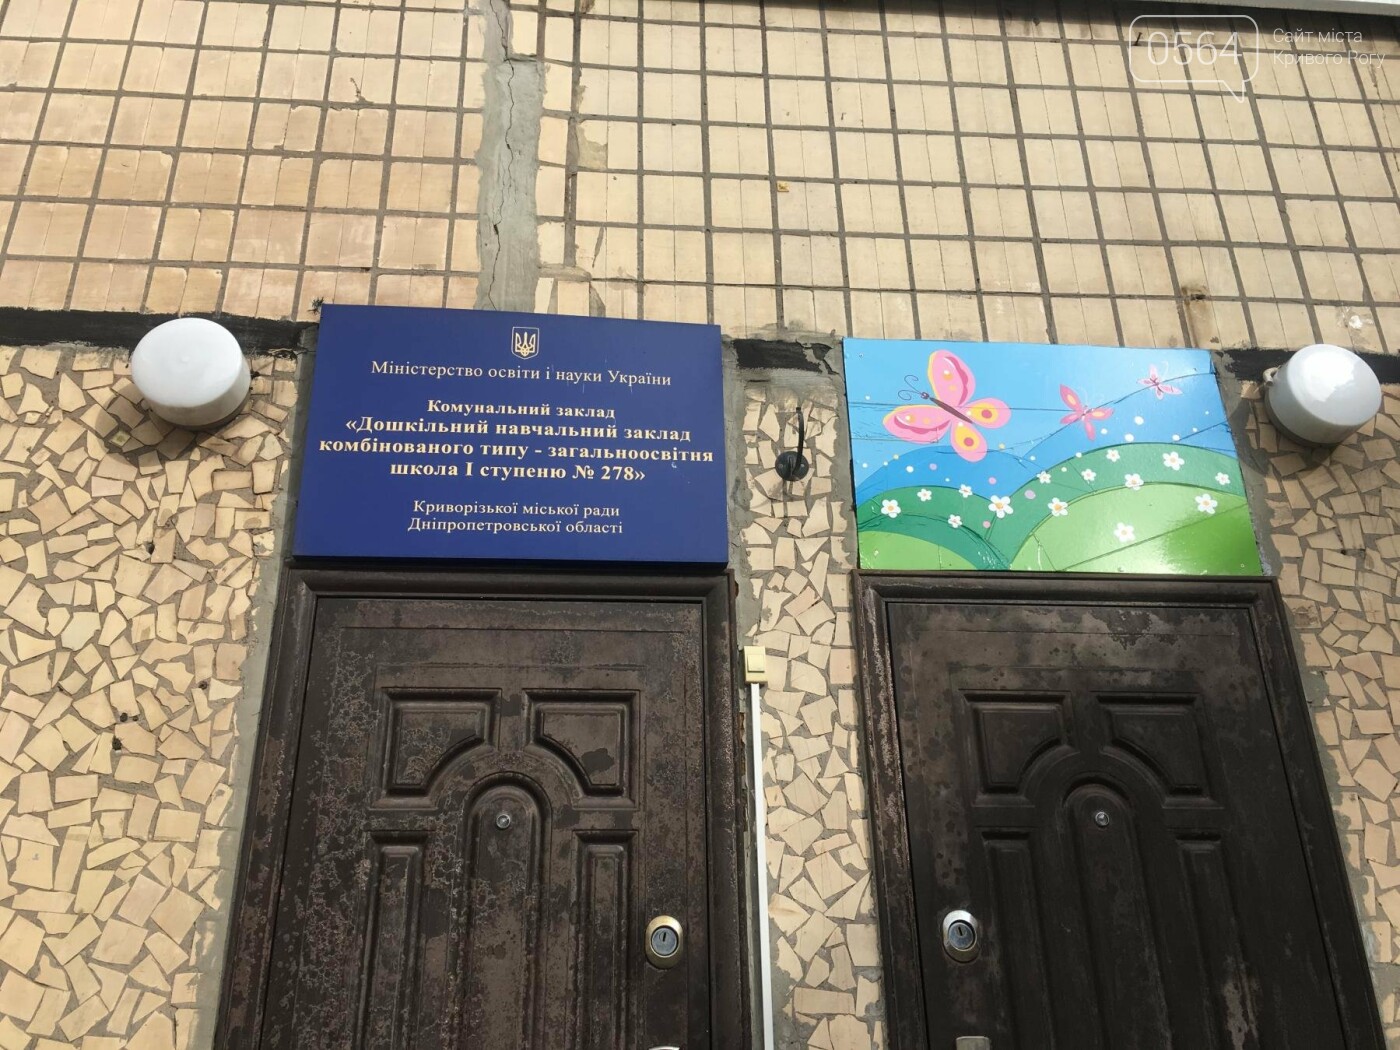 0564
Сайт міста
Кривого Рогу
Міністерство освіти і науки України
Комунальний заклад
«Дошкільний навчальний заклад
комбінованого типу - загальноосвітня
школа І ступеню № 278»
Криворізької міської ради
Дніпропетровської області